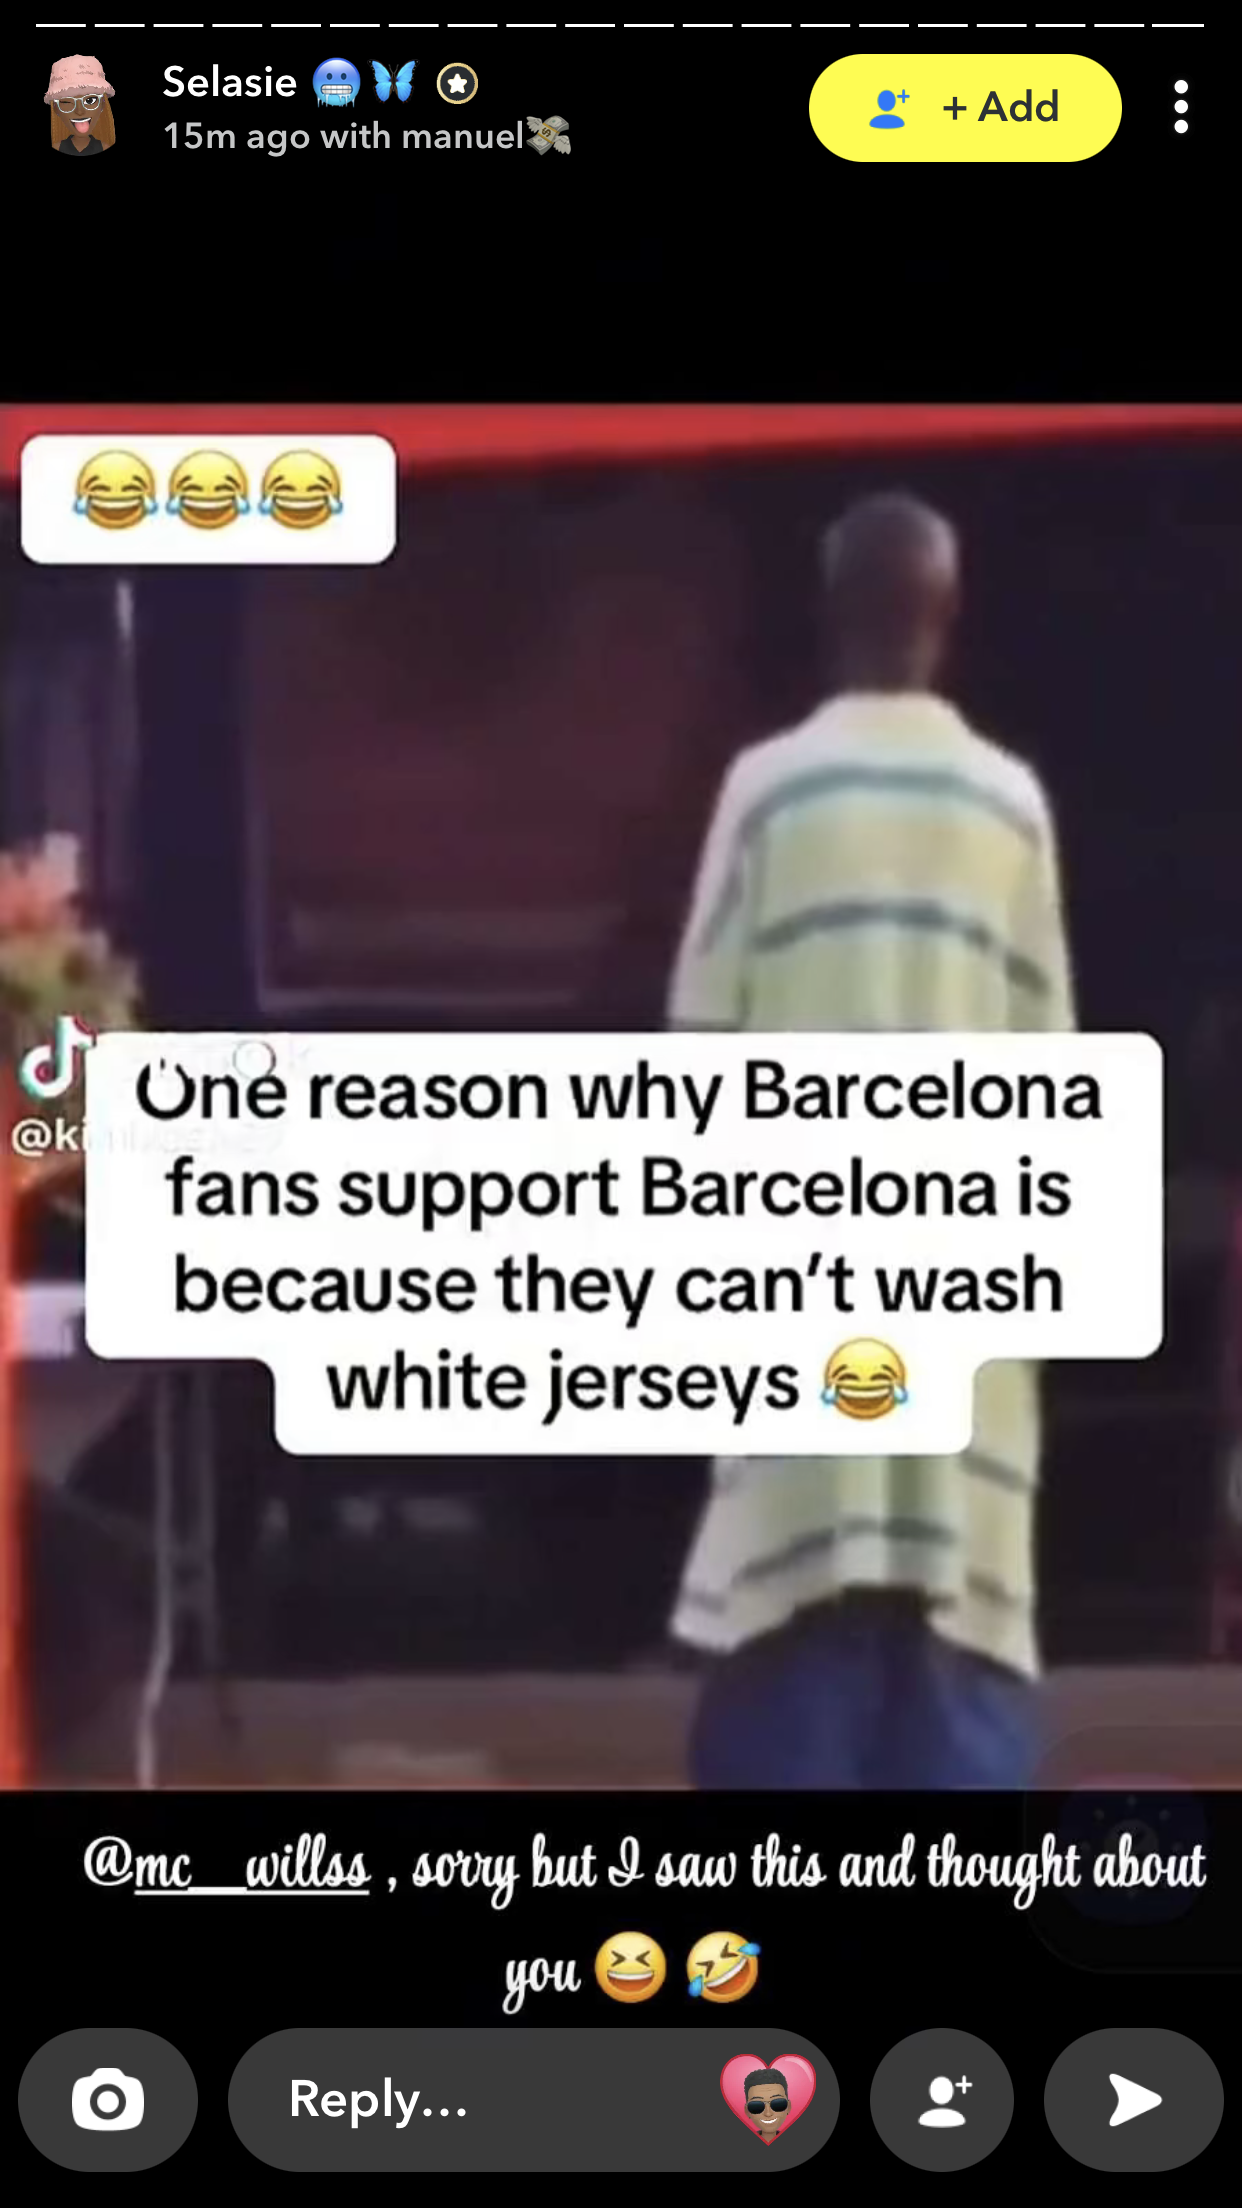 Selasie 🥶🦋
15m ago with manuel💸
+ Add
😂😂😂
One reason why Barcelona
fans support Barcelona is
because they can't wash
white jerseys 😂
@mc__willss , sorry but I saw this and thought about
you 😆 🤣
Reply...